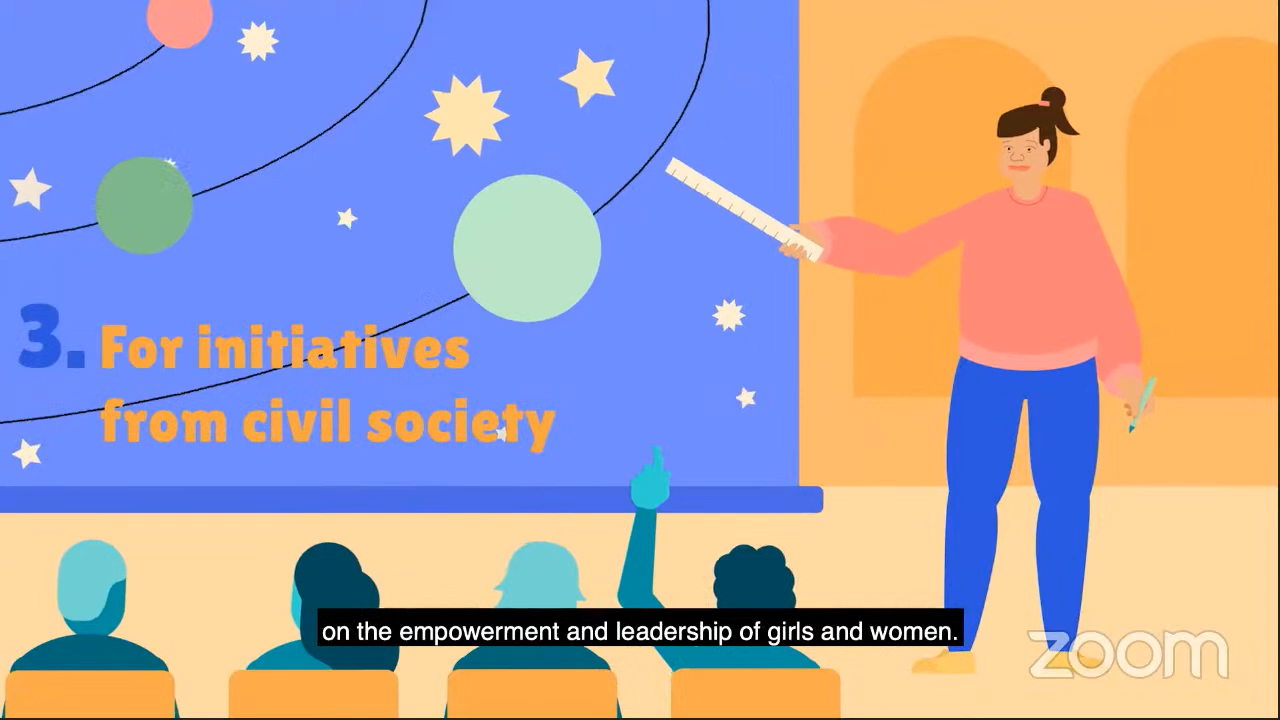 3. For initiatives
from civil society
on the empowerment and leadership of girls and women.
zoom